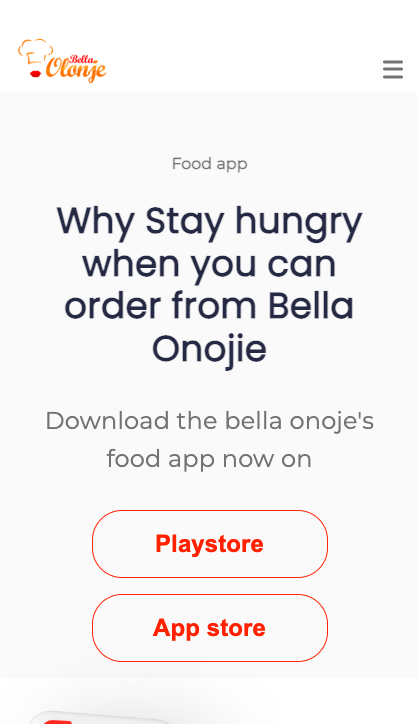 Bella
Olonje
Food app
Why Stay hungry
when you can
order from Bella
Onojie
Download the bella onoje's
food app now on
Playstore
App store